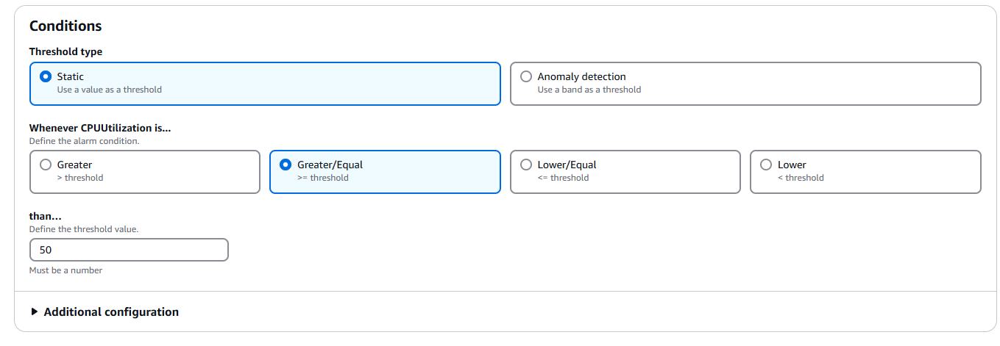 Conditions
Threshold type
Static
Use a value as a threshold
Anomaly detection
Use a band as a threshold
Whenever CPUUtilization is...
Define the alarm condition.
Greater
> threshold
Greater/Equal
>= threshold
Lower/Equal
<= threshold
Lower
< threshold
than...
Define the threshold value.
50
Must be a number
Additional configuration